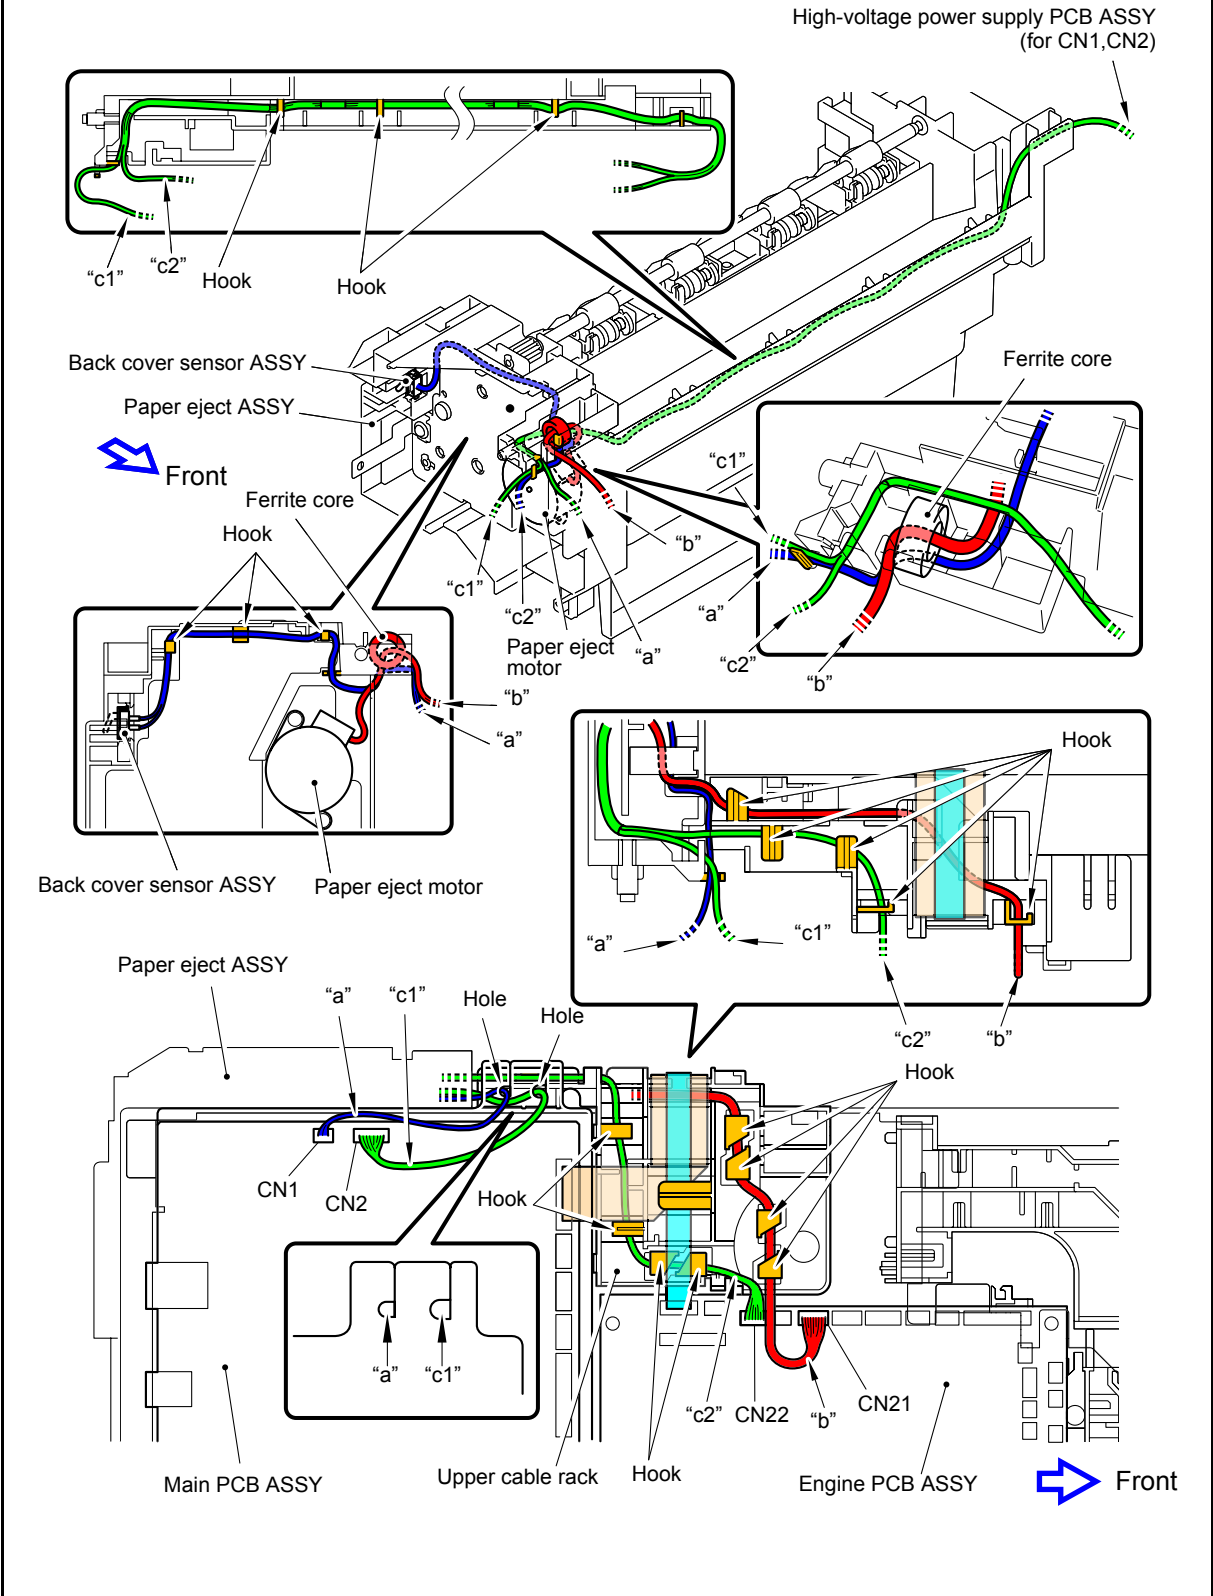 High-voltage power supply PCB ASSY
(for CN1,CN2)
“c1”
“c2”
Hook
Hook
Back cover sensor ASSY
Paper eject ASSY
Front
Ferrite core
Hook
Ferrite core
“c1”
“a”
“c2”
“b”
“c1”
“c2”
Paper eject
motor
“a”
“b”
“b”
“a”
Back cover sensor ASSY
Paper eject motor
Hook
“a”
“c1”
“c2”
“b”
Paper eject ASSY
“a”
“c1”
Hole
Hole
Hook
CN1
CN2
Hook
“a”
“c1”
“c2”
CN22
“b”
CN21
Main PCB ASSY
Upper cable rack
Hook
Engine PCB ASSY
Front